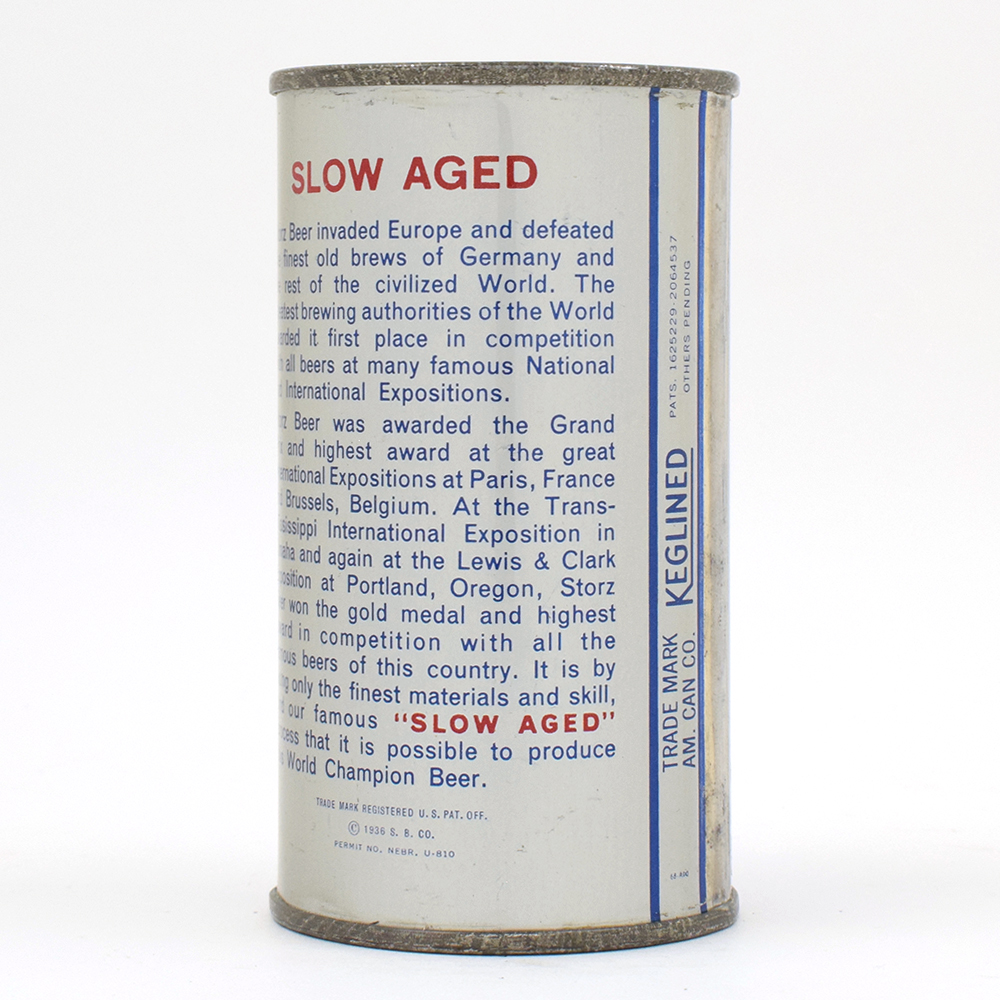 SLOW AGED
Beer invaded Europe and defeated
finest old brews of Germany and
rest of the civilized World. The
brewing authorities of the World
it first place in competition
all beers at many famous National
International Expositions.
Beer was awarded the Grand
and highest award at the great
Expositions at Paris, France
Brussels, Belgium. At the Trans-
International Exposition in
and again at the Lewis & Clark
at Portland, Oregon, Storz
won the gold medal and highest
in competition with all the
beers of this country. It is by
only the finest materials and skill,
our famous "SLOW AGED"
that it is possible to produce
World Champion Beer.
TRADE MARK REGISTERED U. S. PAT. OFF.
© 1936 S. B. CO.
PERMIT NO. NEBR. U-810
TRADE MARK
AM. CAN CO.
KEGLINED
PATS. 1625229-2064537
OTHERS PENDING